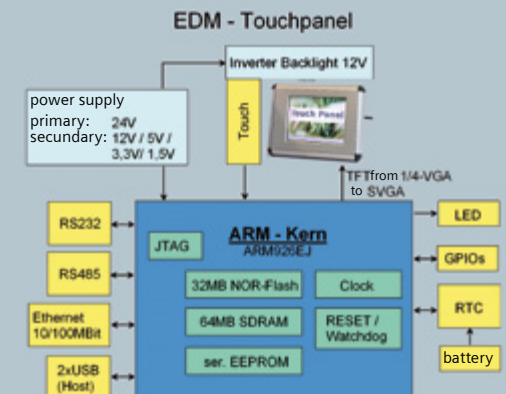 EDM - Touchpanel
Inverter Backlight 12V
power supply
primary: 24V
secundary: 12V / 5V /
3,3V/ 1,5V
Touch
Touch Panel
TFT from 1/4-VGA
to SVGA
RS232
RS485
Ethernet
10/100MBit
2xUSB
(Host)
ARM - Kern
ARM926EJ
JTAG
32MB NOR-Flash
64MB SDRAM
ser. EEPROM
Clock
RESET /
Watchdog
LED
GPIOs
RTC
battery